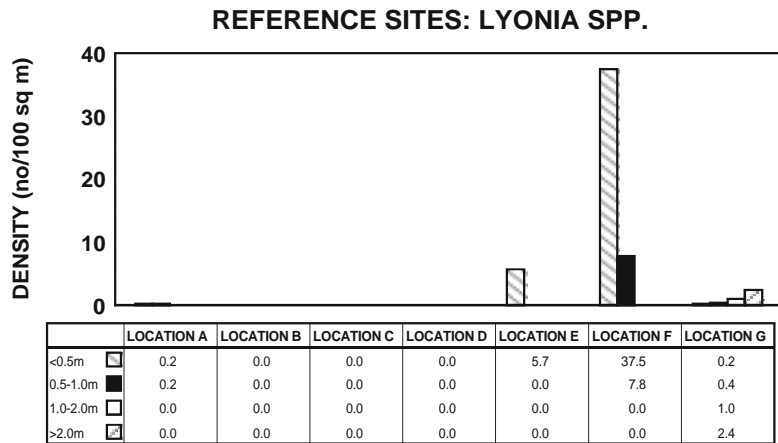 REFERENCE SITES: LYONIA SPP.
DENSITY (no/100 sq m)
40
30
20
10
0
LOCATION A LOCATION B LOCATION C LOCATION D LOCATION E LOCATION F LOCATION G
<0.5m 0.2 0.0 0.0 0.0 5.7 37.5 0.2
0.5-1.0m 0.2 0.0 0.0 0.0 0.0 7.8 0.4
1.0-2.0m 0.0 0.0 0.0 0.0 0.0 0.0 1.0
>2.0m 0.0 0.0 0.0 0.0 0.0 0.0 2.4